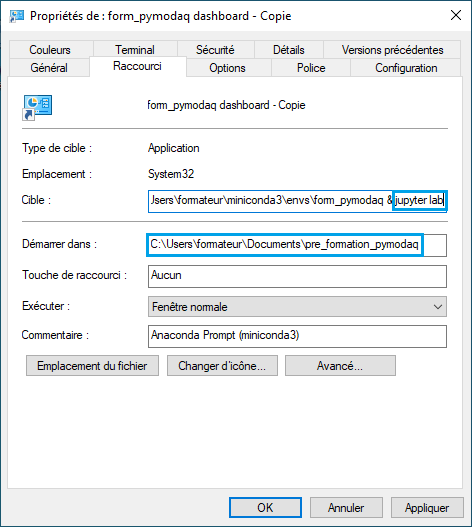 Propriétés de : form_pymodaq dashboard - Copie
Couleurs Terminal Sécurité Détails Versions précédentes
Général Raccourci Options Police Configuration
form_pymodaq dashboard - Copie
Type de cible : Application
Emplacement : System32
Cible : Jsers\formateur\miniconda3\envs\form_pymodaq & jupyter lab
Démarrer dans : C:\Users\formateur\Documents\pre_formation_pymodaq
Touche de raccourci : Aucun
Exécuter : Fenêtre normale
Commentaire : Anaconda Prompt (miniconda3)
Emplacement du fichier Changer d'icône... Avancé...
OK Annuler Appliquer